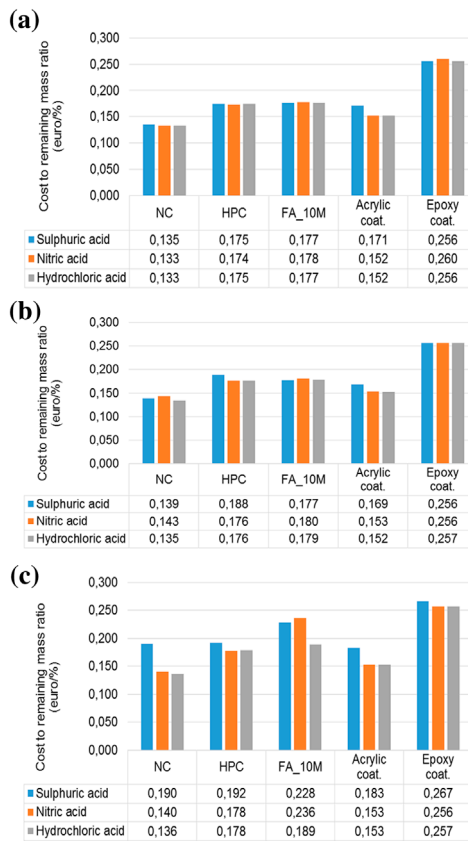 (a)
Cost to remaining mass ratio
(euro/%)
0,300
0,250
0,200
0,150
0,100
0,050
0,000
NC HPC FA_10M Acrylic coat. Epoxy coat.
Sulphuric acid 0,135 0,175 0,177 0,171 0,256
Nitric acid 0,133 0,174 0,178 0,152 0,260
Hydrochloric acid 0,133 0,175 0,177 0,152 0,256
(b)
Cost to remaining mass ratio
(euro/%)
0,300
0,250
0,200
0,150
0,100
0,050
0,000
NC HPC FA_10M Acrylic coat. Epoxy coat.
Sulphuric acid 0,139 0,188 0,177 0,169 0,256
Nitric acid 0,143 0,176 0,180 0,153 0,256
Hydrochloric acid 0,135 0,176 0,179 0,152 0,257
(c)
Cost to remaining mass ratio
(euro/%)
0,300
0,250
0,200
0,150
0,100
0,050
0,000
NC HPC FA_10M Acrylic coat. Epoxy coat.
Sulphuric acid 0,190 0,192 0,228 0,183 0,267
Nitric acid 0,140 0,178 0,236 0,153 0,256
Hydrochloric acid 0,136 0,178 0,189 0,153 0,257